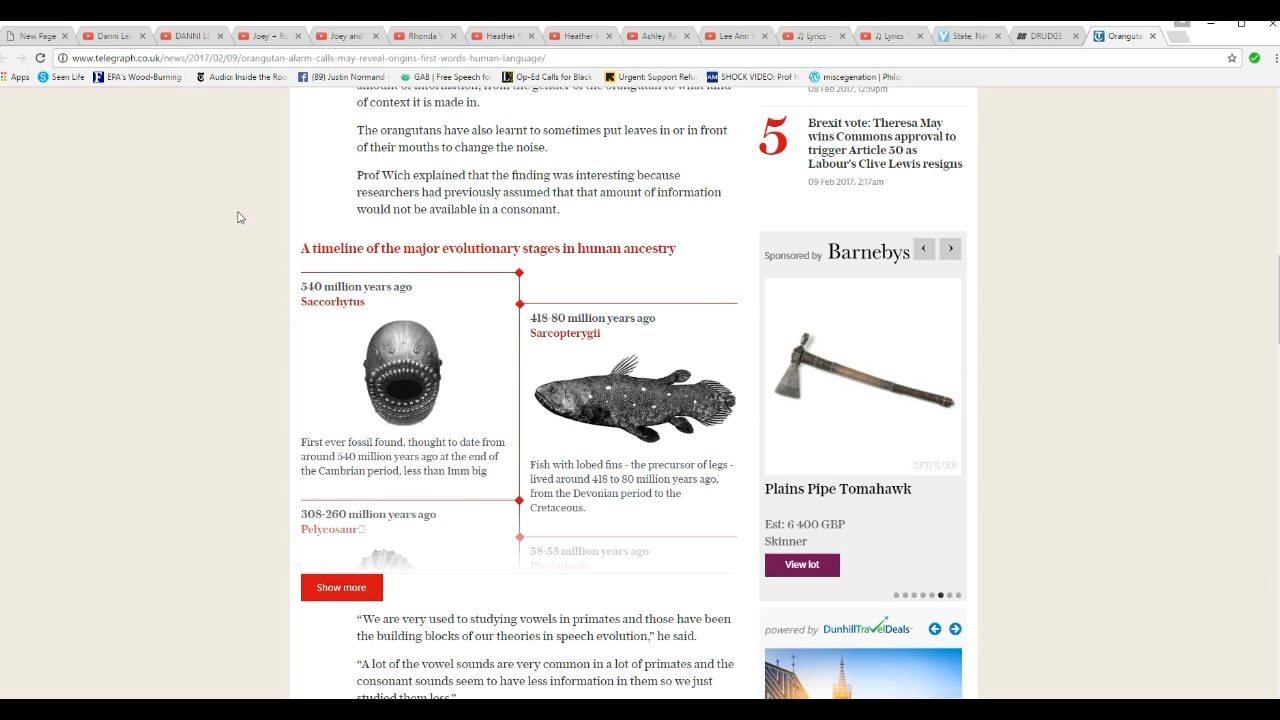 New Page
Danni Lei
DANNI LE
Joey + Ro
Joey and
Rhonda V
Heather N
Heather
Ashley Ra
Lee Ann
♫ Lyrics -
♫ Lyrics
State, Na
DRUDGE
Orangut
www.telegraph.co.uk/news/2017/02/09/orangutan-alarm-calls-may-reveal-origins-first-words-human-language/
Apps
Seen Life
EPA's Wood-Burning
Audio: Inside the Roo
(89) Justin Normand
GAB | Free Speech fo
Op-Ed Calls for Black
Urgent: Support Refu
SHOCK VIDEO: Prof
miscegenation | Philo
amount of information, from the gender of the orangutan to what kind
of context it is made in.
The orangutans have also learnt to sometimes put leaves in or in front
of their mouths to change the noise.
Prof Wich explained that the finding was interesting because
researchers had previously assumed that that amount of information
would not be available in a consonant.
A timeline of the major evolutionary stages in human ancestry
540 million years ago
Saccorhytus
First ever fossil found, thought to date from
around 540 million years ago at the end of
the Cambrian period, less than 1mm big
418-80 million years ago
Sarcopterygii
Fish with lobed fins - the precursor of legs -
lived around 418 to 80 million years ago,
from the Devonian period to the
Cretaceous.
308-260 million years ago
Pelycosaur
58-55 million years ago
Plesiadapis
Show more
“We are very used to studying vowels in primates and those have been
the building blocks of our theories in speech evolution,” he said.
“A lot of the vowel sounds are very common in a lot of primates and the
consonant sounds seem to have less information in them so we just
studied them less.”
08 Feb 2017, 12:19pm
5
Brexit vote: Theresa May
wins Commons approval to
trigger Article 50 as
Labour's Clive Lewis resigns
09 Feb 2017, 2:17am
Sponsored by Barnebys
Plains Pipe Tomahawk
Est: 6 400 GBP
Skinner
View lot
powered by DunhillTravelDeals